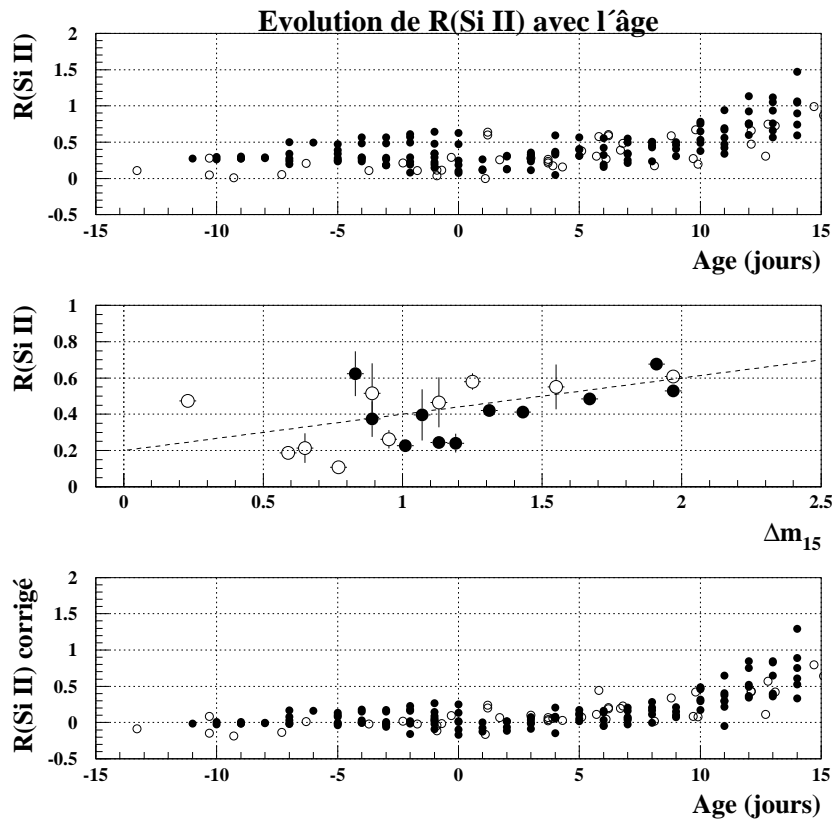 Evolution de R(Si II) avec l´âge
R(Si II)
2
1.5
1
0.5
0
-0.5
-15 -10 -5 0 5 10 15
Age (jours)
R(Si II)
1
0.8
0.6
0.4
0.2
0
0 0.5 1 1.5 2 2.5
Δm15
R(Si II) corrigé
2
1.5
1
0.5
0
-0.5
-15 -10 -5 0 5 10 15
Age (jours)